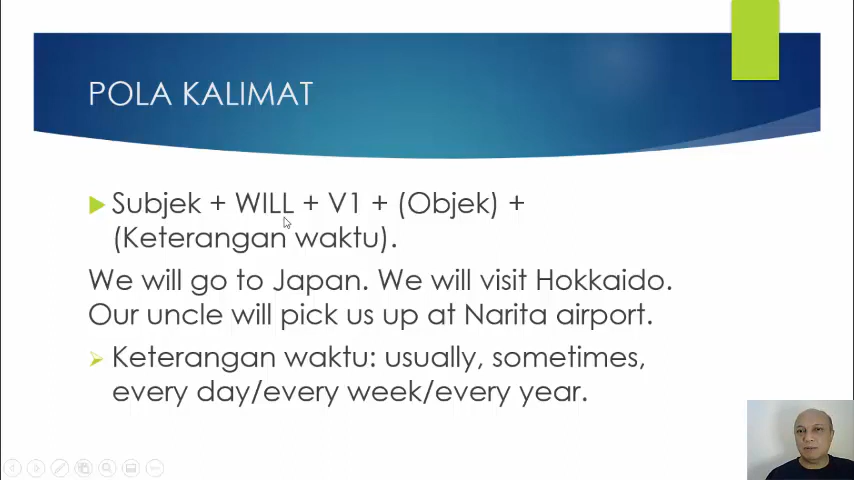 POLA KALIMAT
Subjek + WILL + V1 + (Objek) +
(Keterangan waktu).
We will go to Japan. We will visit Hokkaido.
Our uncle will pick us up at Narita airport.
Keterangan waktu: usually, sometimes,
every day/every week/every year.